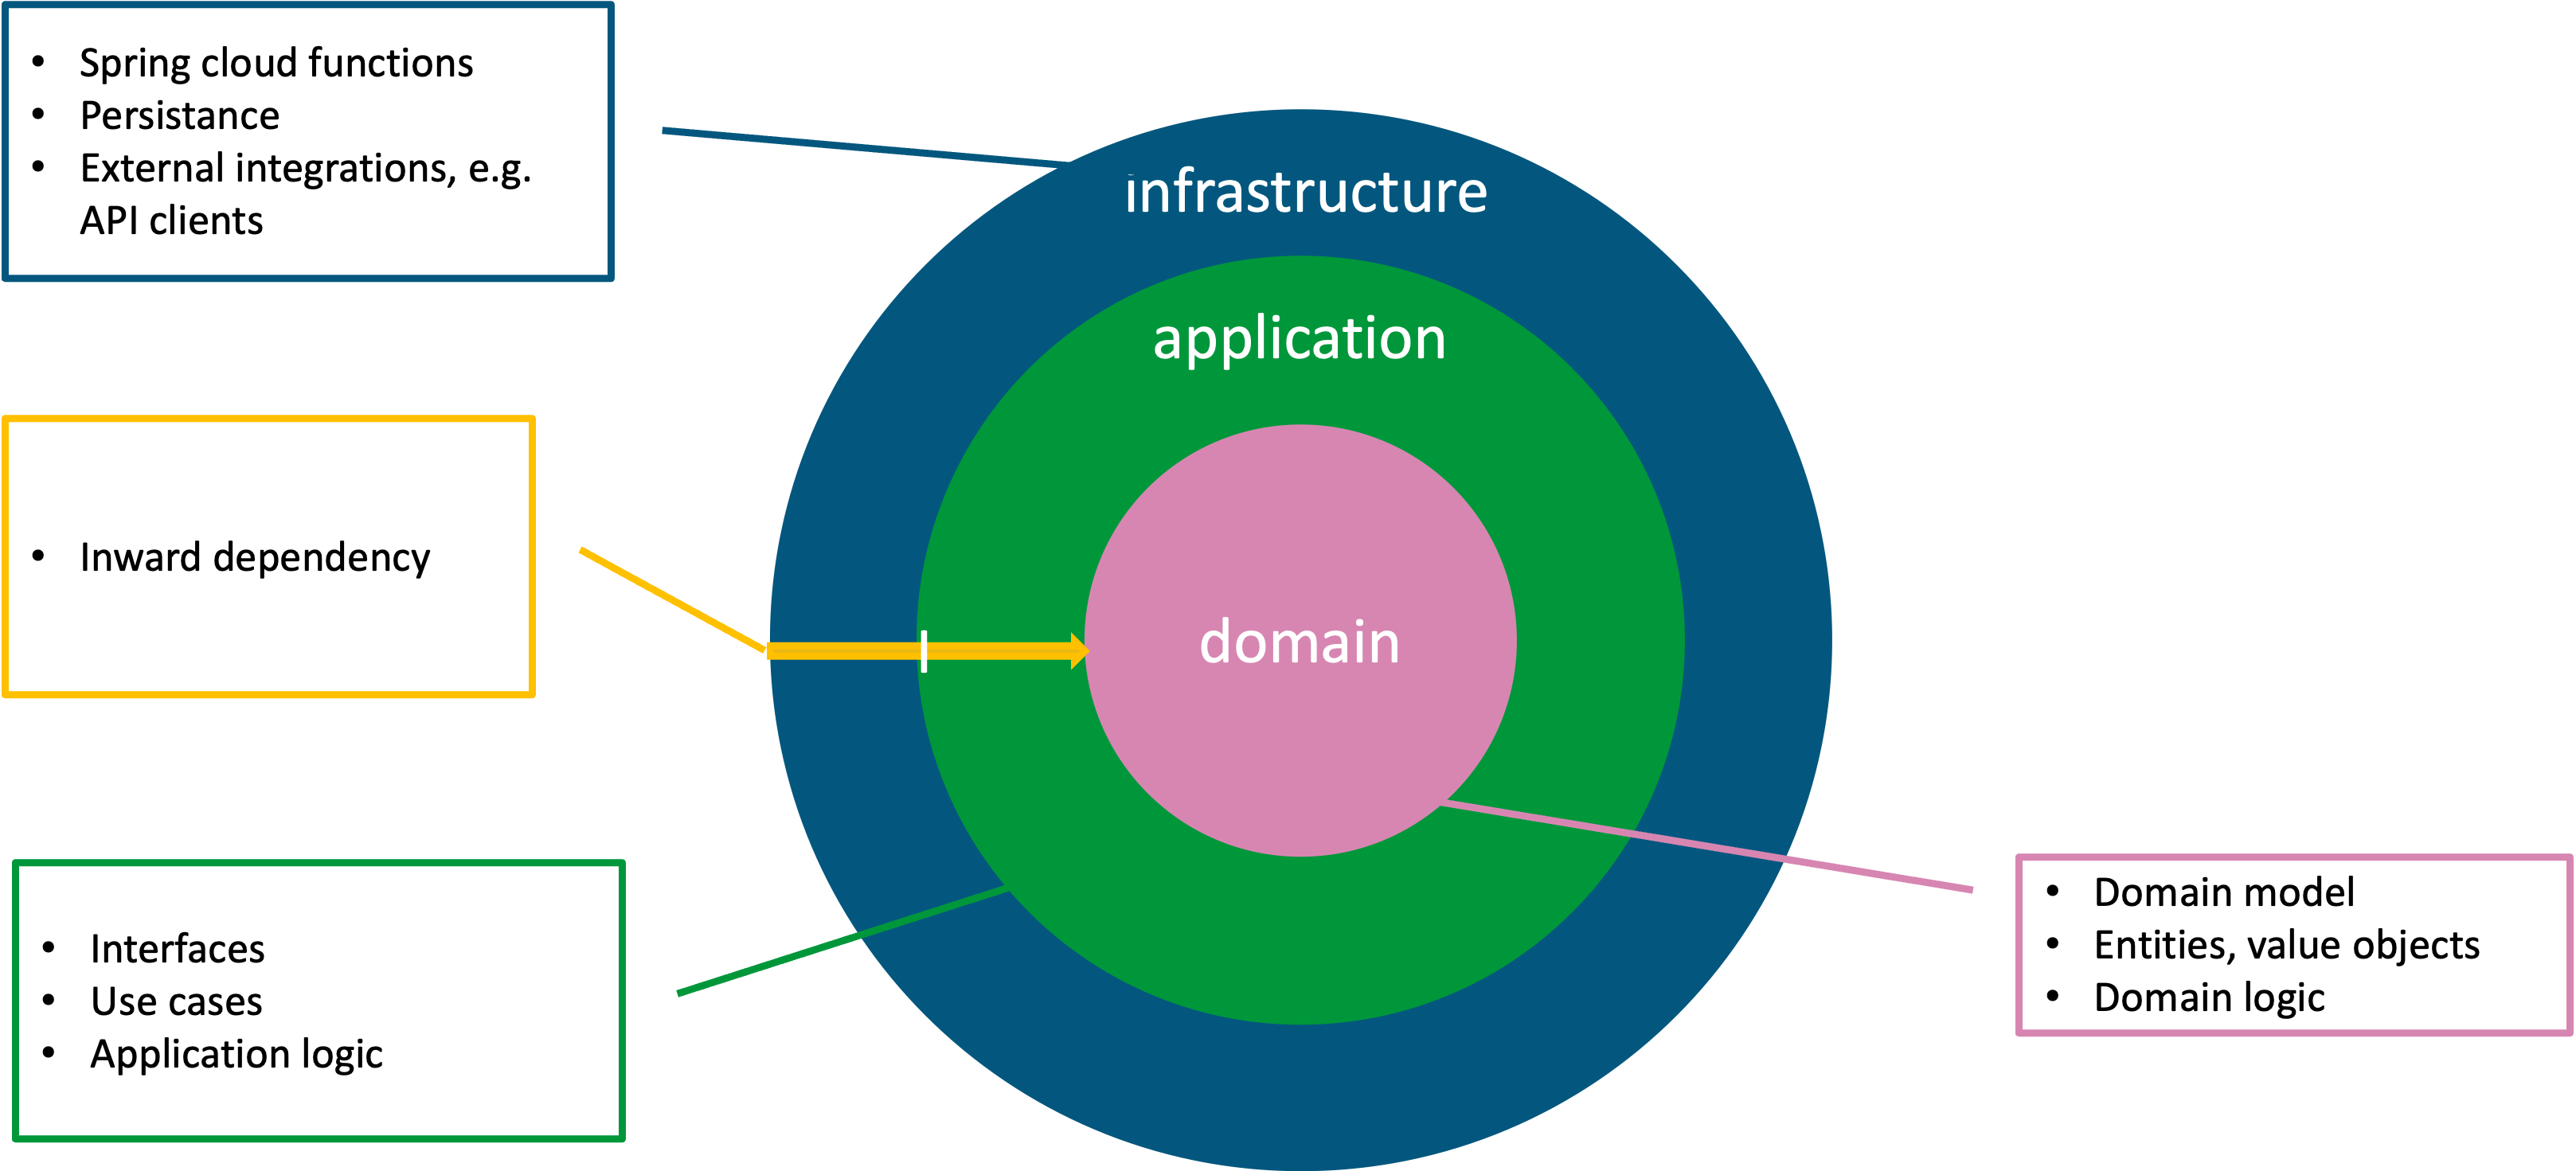 • Spring cloud functions
• Persistance
• External integrations, e.g.
API clients
infrastructure
application
• Inward dependency
domain
• Interfaces
• Use cases
• Application logic
• Domain model
• Entities, value objects
• Domain logic